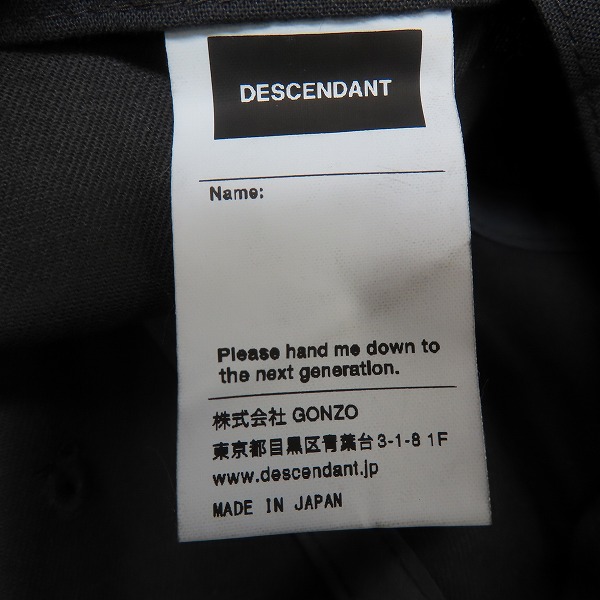 DESCENDANT
Name:
Please hand me down to
the next generation.
株式会社 GONZO
東京都目黒区青葉台3-1-8 1F
www.descendant.jp
MADE IN JAPAN